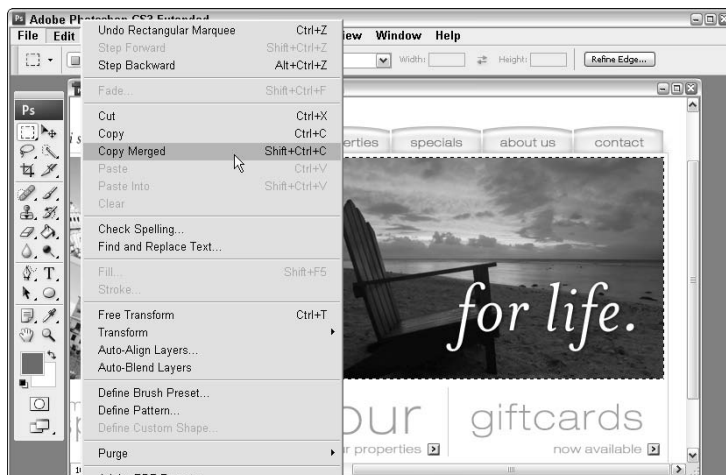 Adobe Photoshop CS3 Extended
File Edit View Window Help
Width: Height: Refine Edge...
Undo Rectangular Marquee Ctrl+Z
Step Forward Shift+Ctrl+Z
Step Backward Alt+Ctrl+Z
Fade... Shift+Ctrl+F
Cut Ctrl+X
Copy Ctrl+C
Copy Merged Shift+Ctrl+C
Paste Ctrl+V
Paste Into Shift+Ctrl+V
Clear
Check Spelling...
Find and Replace Text...
Fill... Shift+F5
Stroke...
Free Transform Ctrl+T
Transform
Auto-Align Layers...
Auto-Blend Layers
Define Brush Preset...
Define Pattern...
Define Custom Shape...
Purge
Ps
T
is
erties specials about us contact
for life.
our giftcards
r properties now available